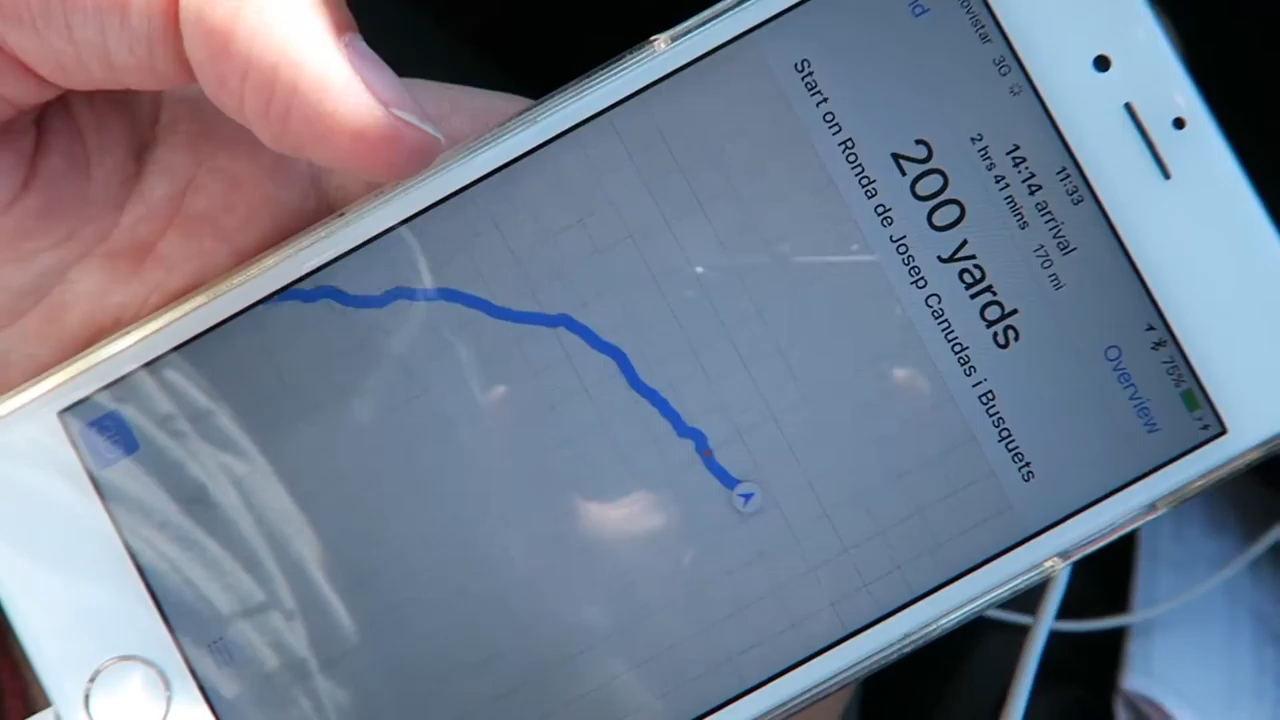 3G
11:33
75%
14:14 arrival
2 hrs 41 mins 170 mi
Overview
200 yards
Start on Ronda de Josep Canudas i Busquets